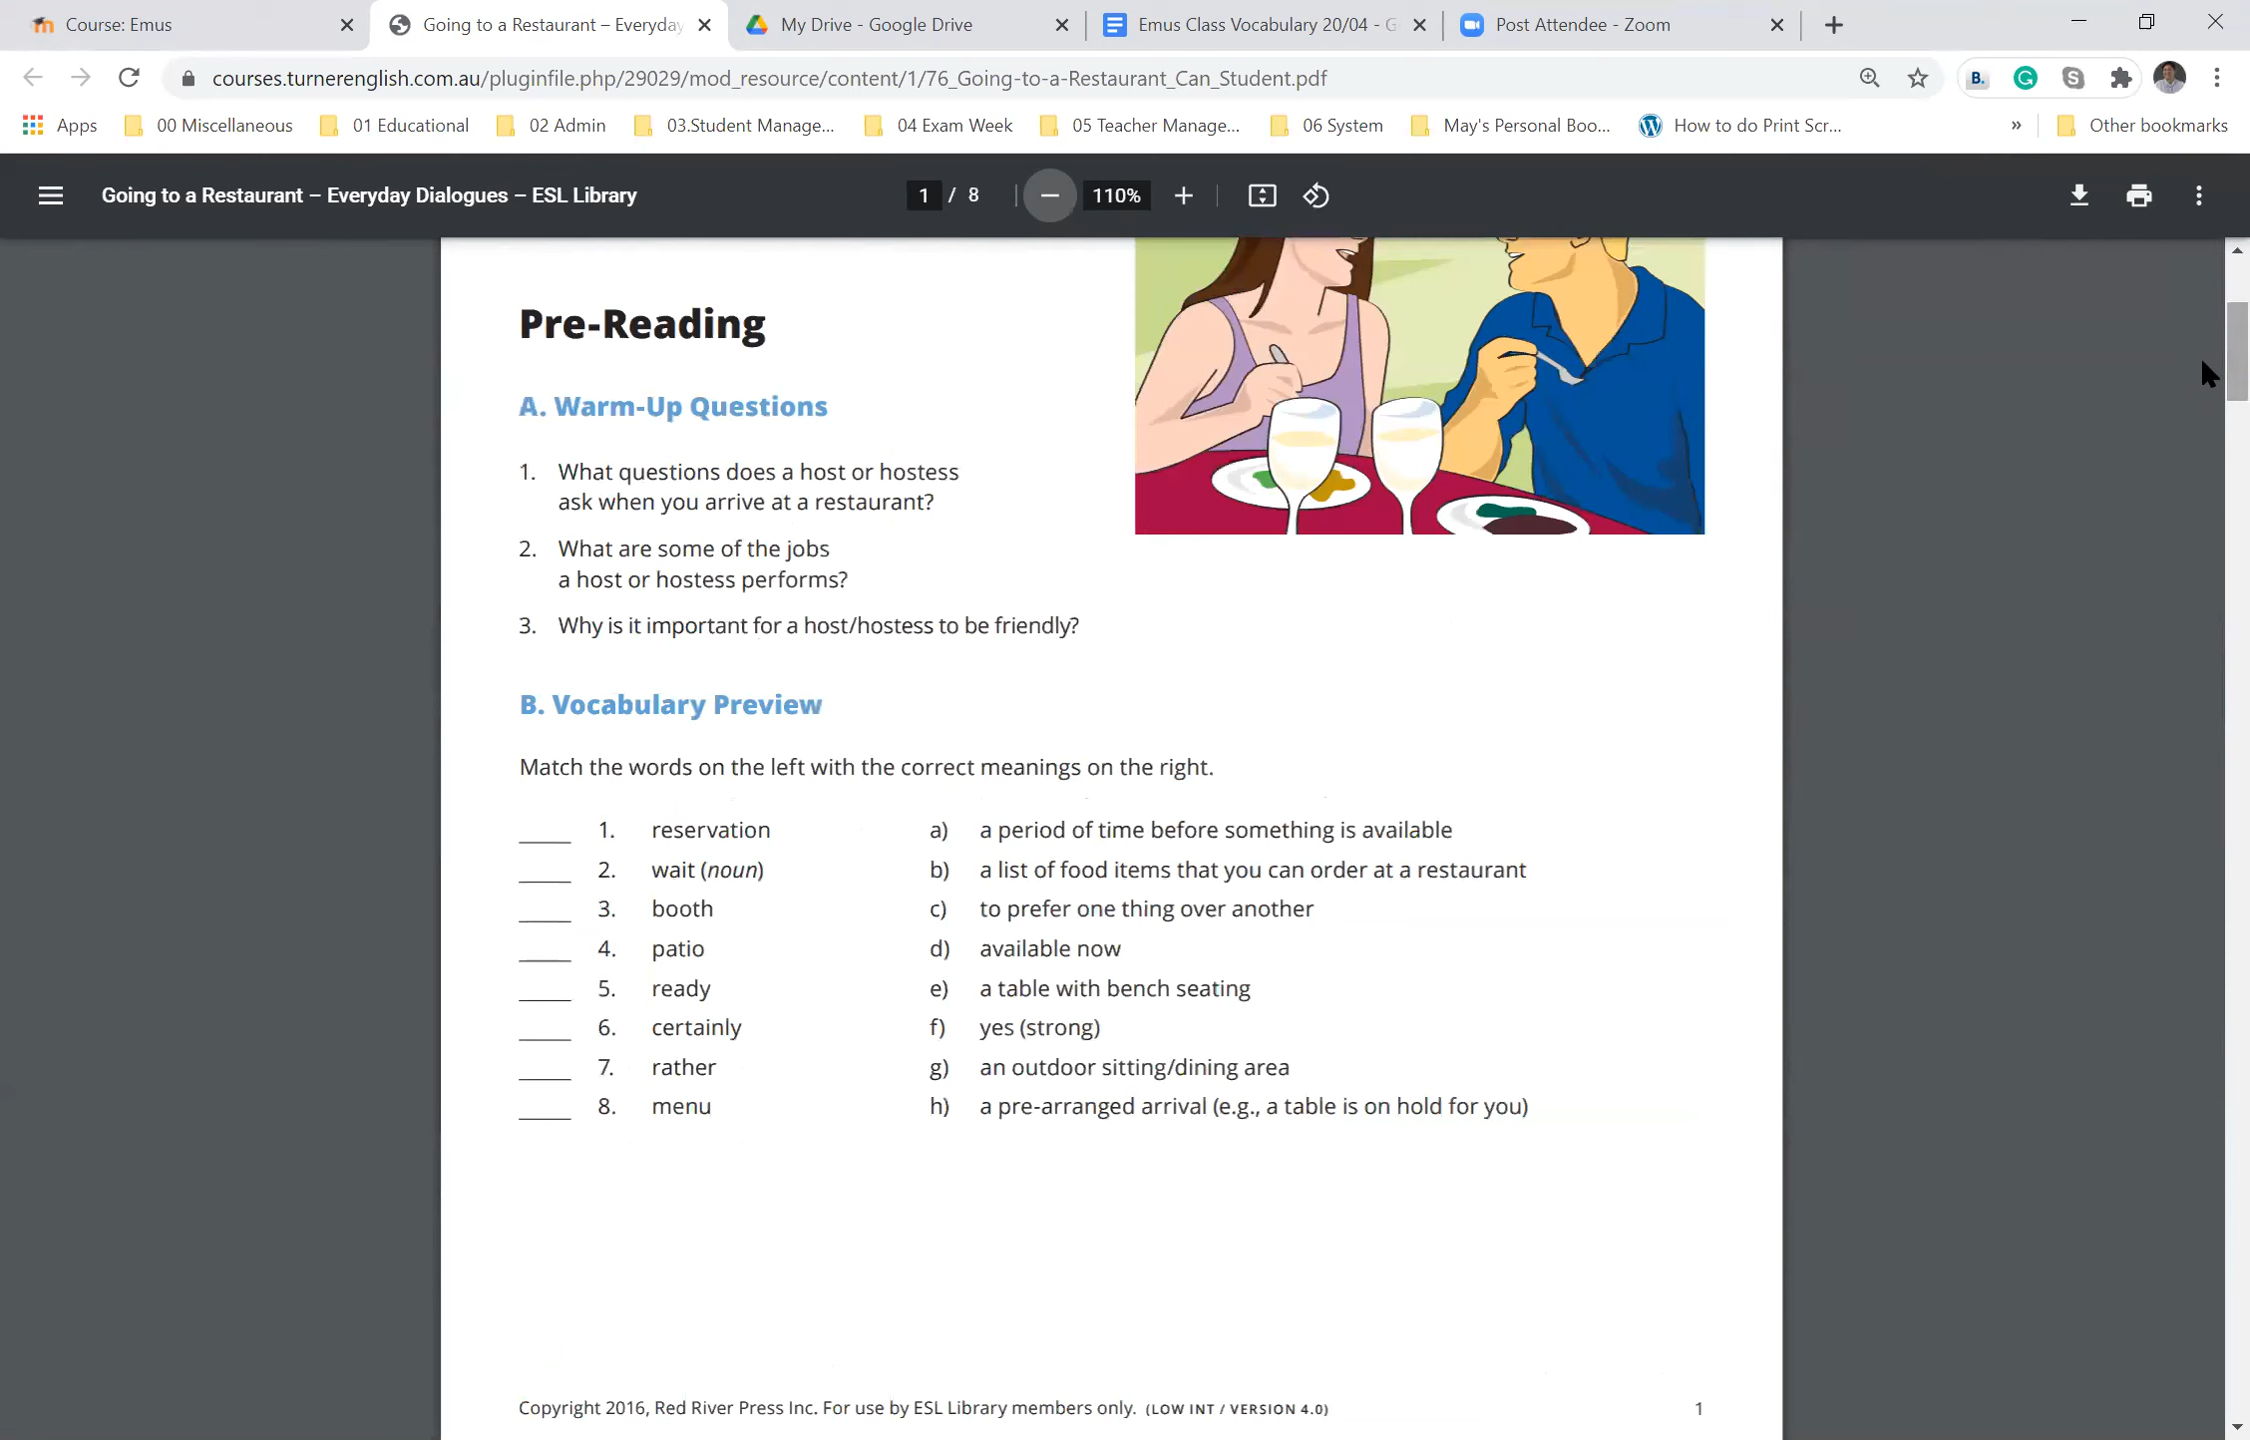 Course: Emus
Going to a Restaurant – Everyday
My Drive - Google Drive
Emus Class Vocabulary 20/04 - G
Post Attendee - Zoom
courses.turnerenglish.com.au/pluginfile.php/29029/mod_resource/content/1/76_Going-to-a-Restaurant_Can_Student.pdf
B.
Apps
00 Miscellaneous
01 Educational
02 Admin
03.Student Manage...
04 Exam Week
05 Teacher Manage...
06 System
May's Personal Boo...
How to do Print Scr...
»
Other bookmarks
Going to a Restaurant – Everyday Dialogues – ESL Library
1 / 8
110%
Pre-Reading
A. Warm-Up Questions
1. What questions does a host or hostess
ask when you arrive at a restaurant?
2. What are some of the jobs
a host or hostess performs?
3. Why is it important for a host/hostess to be friendly?
B. Vocabulary Preview
Match the words on the left with the correct meanings on the right.
____ 1. reservation a) a period of time before something is available
____ 2. wait (noun) b) a list of food items that you can order at a restaurant
____ 3. booth c) to prefer one thing over another
____ 4. patio d) available now
____ 5. ready e) a table with bench seating
____ 6. certainly f) yes (strong)
____ 7. rather g) an outdoor sitting/dining area
____ 8. menu h) a pre-arranged arrival (e.g., a table is on hold for you)
Copyright 2016, Red River Press Inc. For use by ESL Library members only. (LOW INT / VERSION 4.0) 1